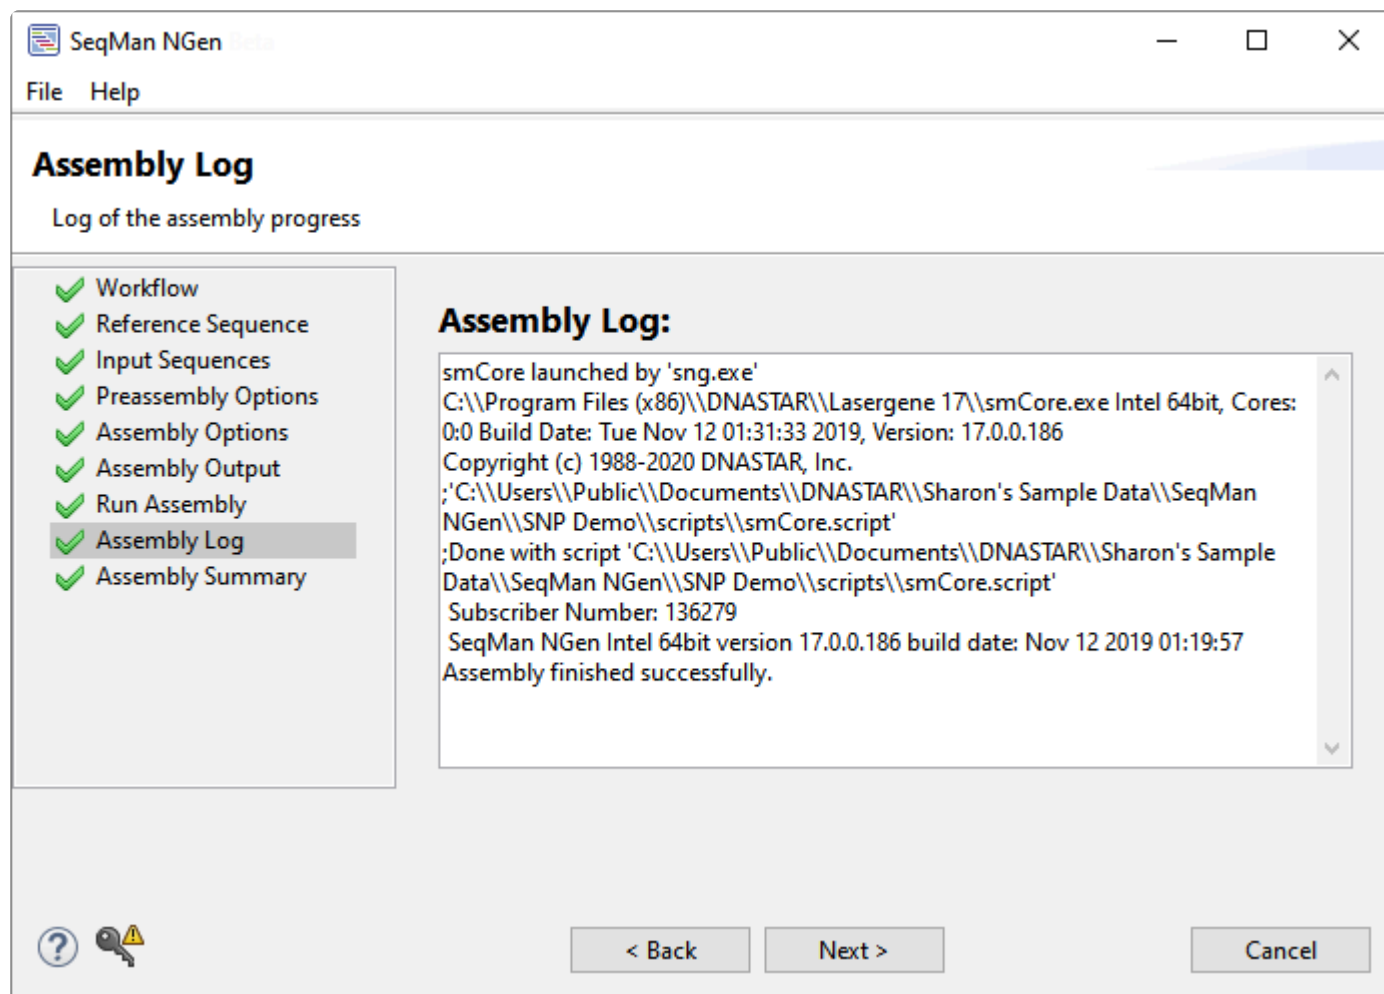 SeqMan NGen Beta
File Help
Assembly Log
Log of the assembly progress
Workflow
Reference Sequence
Input Sequences
Preassembly Options
Assembly Options
Assembly Output
Run Assembly
Assembly Log
Assembly Summary
Assembly Log:
smCore launched by 'sng.exe'
C:\\Program Files (x86)\\DNASTAR\\Lasergene 17\\smCore.exe Intel 64bit, Cores:
0:0 Build Date: Tue Nov 12 01:31:33 2019, Version: 17.0.0.186
Copyright (c) 1988-2020 DNASTAR, Inc.
;'C:\\Users\\Public\\Documents\\DNASTAR\\Sharon's Sample Data\\SeqMan
NGen\\SNP Demo\\scripts\\smCore.script'
;Done with script 'C:\\Users\\Public\\Documents\\DNASTAR\\Sharon's Sample
Data\\SeqMan NGen\\SNP Demo\\scripts\\smCore.script'
Subscriber Number: 136279
SeqMan NGen Intel 64bit version 17.0.0.186 build date: Nov 12 2019 01:19:57
Assembly finished successfully.
< Back Next > Cancel